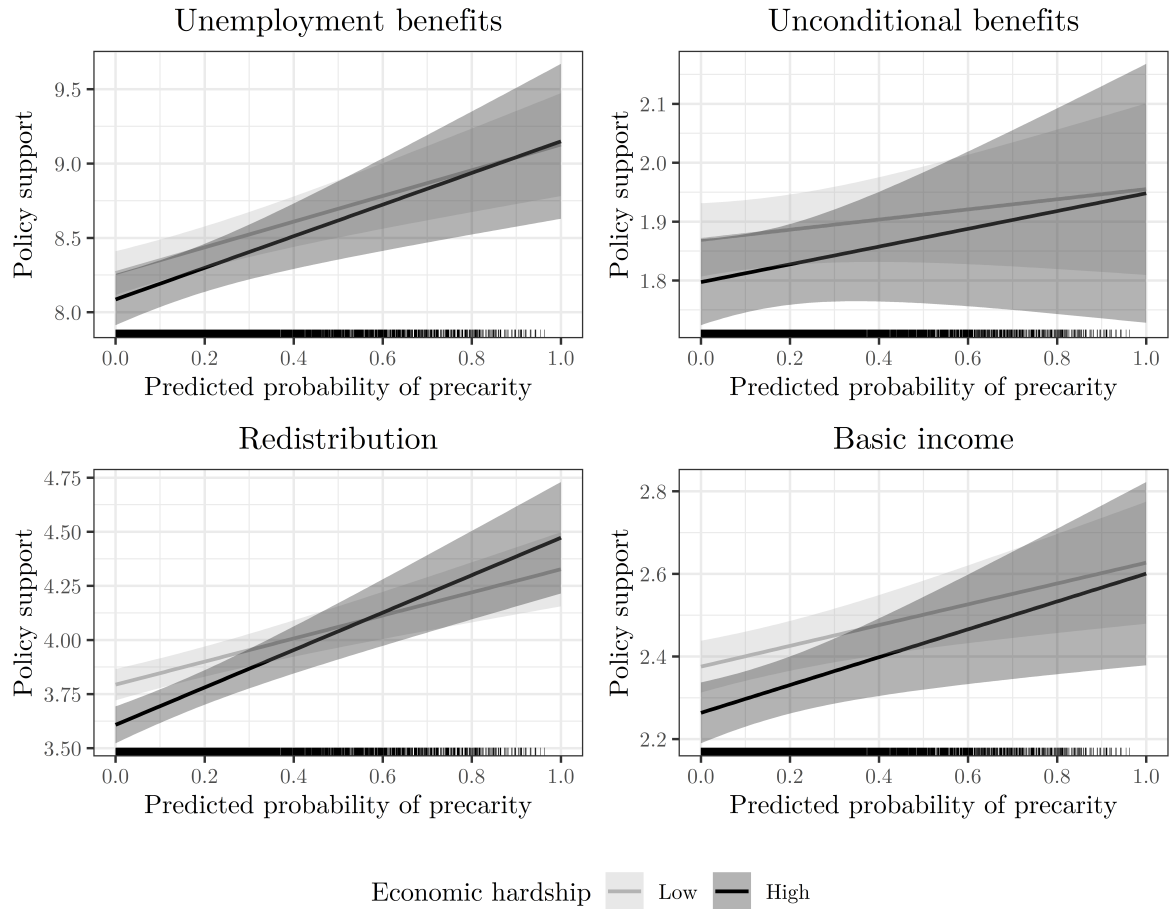 Unemployment benefits
Policy support
9.5
9.0
8.5
8.0
0.0 0.2 0.4 0.6 0.8 1.0
Predicted probability of precarity
Unconditional benefits
Policy support
2.1
2.0
1.9
1.8
0.0 0.2 0.4 0.6 0.8 1.0
Predicted probability of precarity
Redistribution
Policy support
4.75
4.50
4.25
4.00
3.75
3.50
0.0 0.2 0.4 0.6 0.8 1.0
Predicted probability of precarity
Basic income
Policy support
2.8
2.6
2.4
2.2
0.0 0.2 0.4 0.6 0.8 1.0
Predicted probability of precarity
Economic hardship Low High